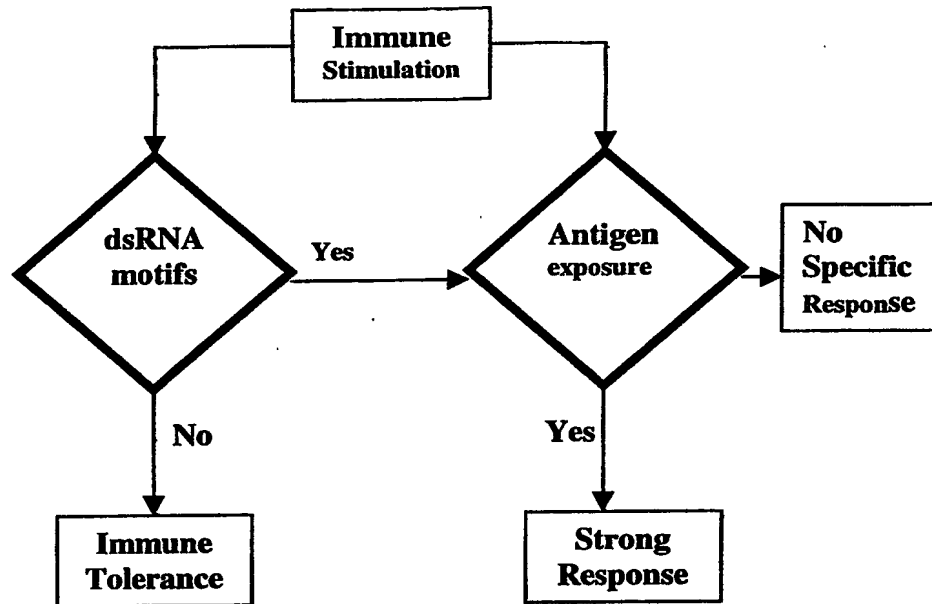 Immune
Stimulation
dsRNA
motifs
Yes
Antigen
exposure
No
Specific
Response
No
Yes
Immune
Tolerance
Strong
Response